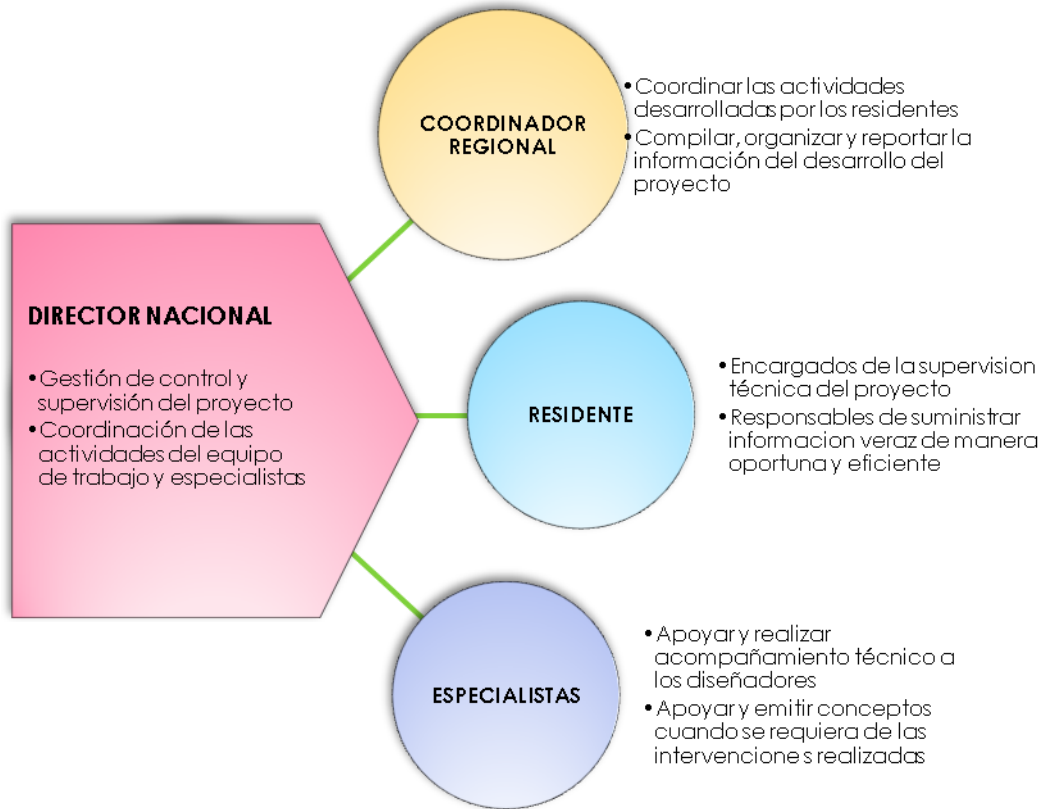 COORDINADOR
REGIONAL
• Coordinar las actividades
desarrolladas por los residentes
• Compilar, organizar y reportar la
información del desarrollo del
proyecto
DIRECTOR NACIONAL
• Gestión de control y
supervisión del proyecto
• Coordinación de las
actividades del equipo
de trabajo y especialistas
RESIDENTE
• Encargados de la supervision
técnica del proyecto
• Responsables de suministrar
informacion veraz de manera
oportuna y eficiente
ESPECIALISTAS
• Apoyar y realizar
acompañamiento técnico a
los diseñadores
• Apoyar y emitir conceptos
cuando se requiera de las
intervenciones realizadas